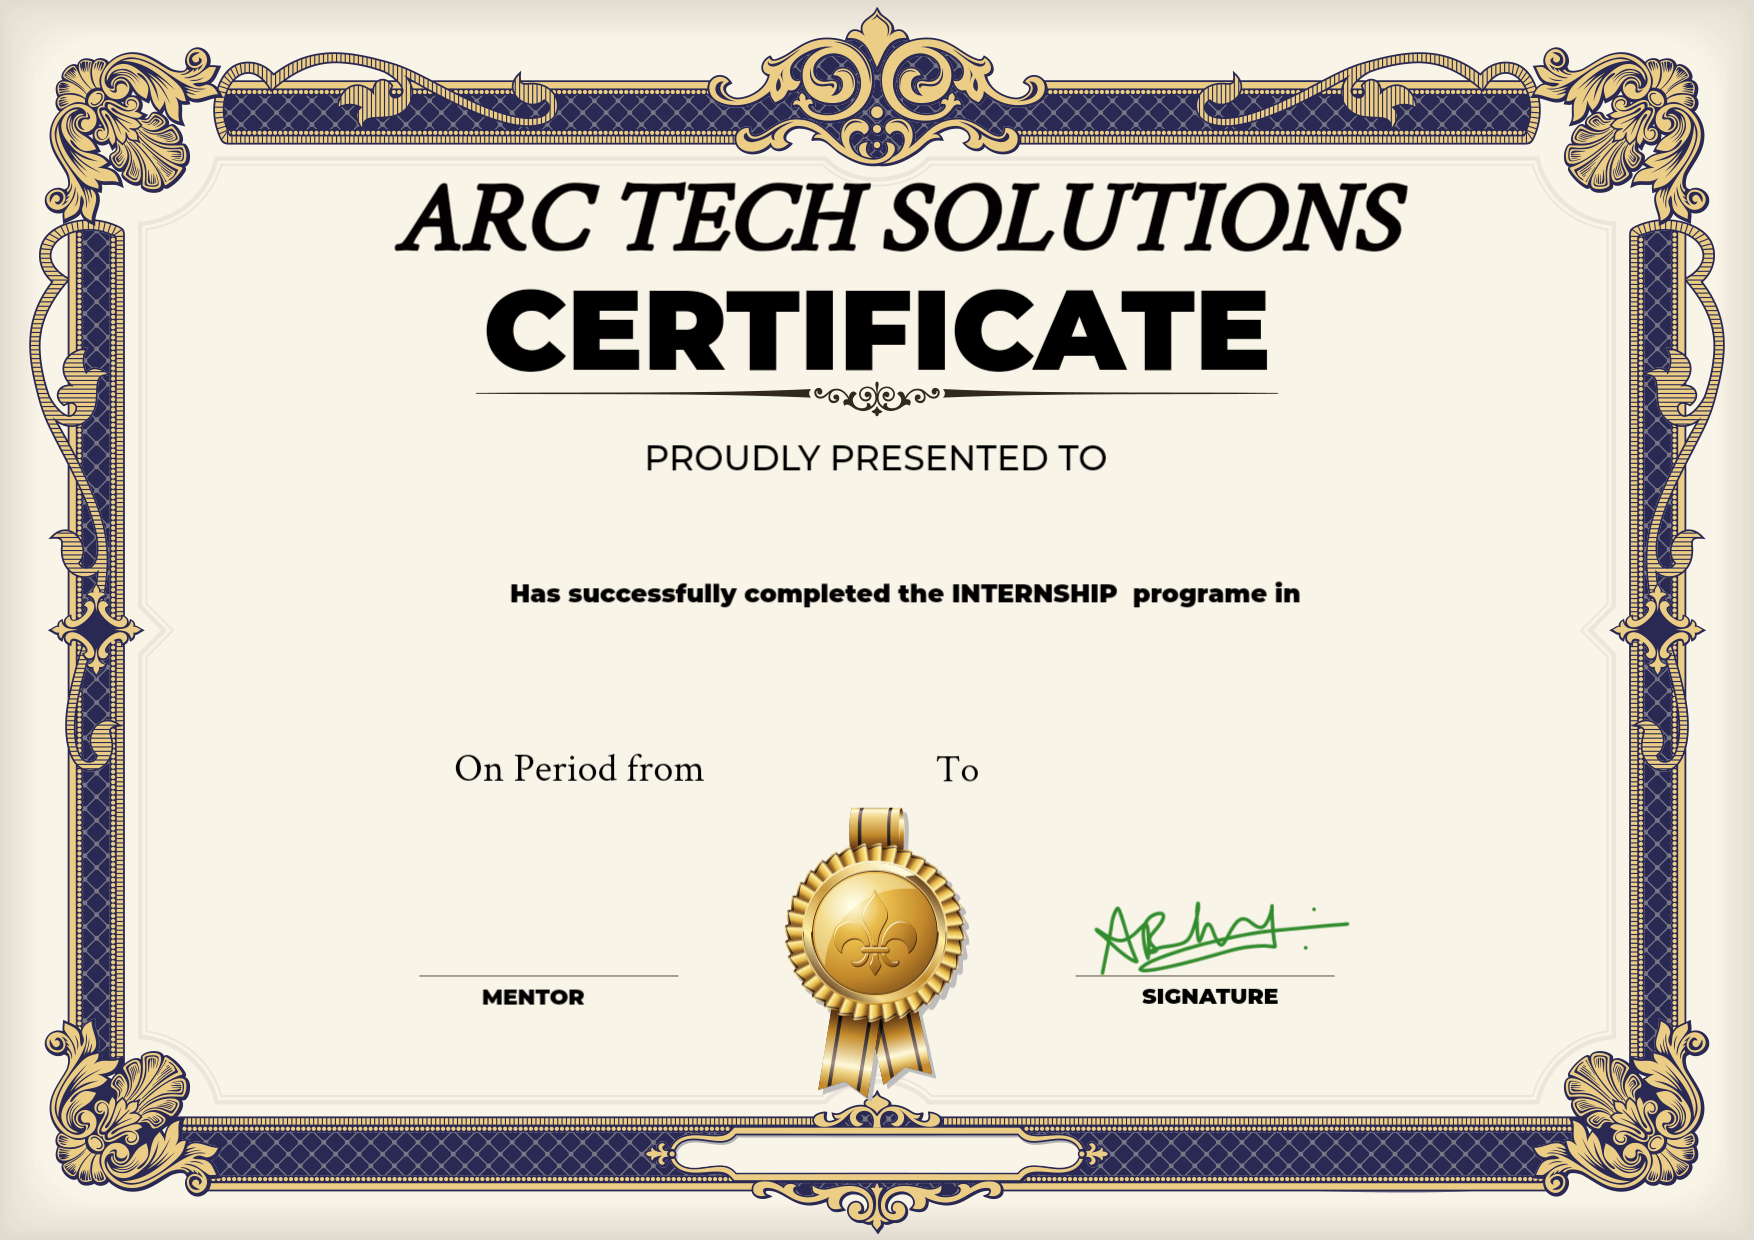 ARC TECH SOLUTIONS
CERTIFICATE
PROUDLY PRESENTED TO
Has successfully completed the INTERNSHIP programe in
On Period from To
MENTOR SIGNATURE